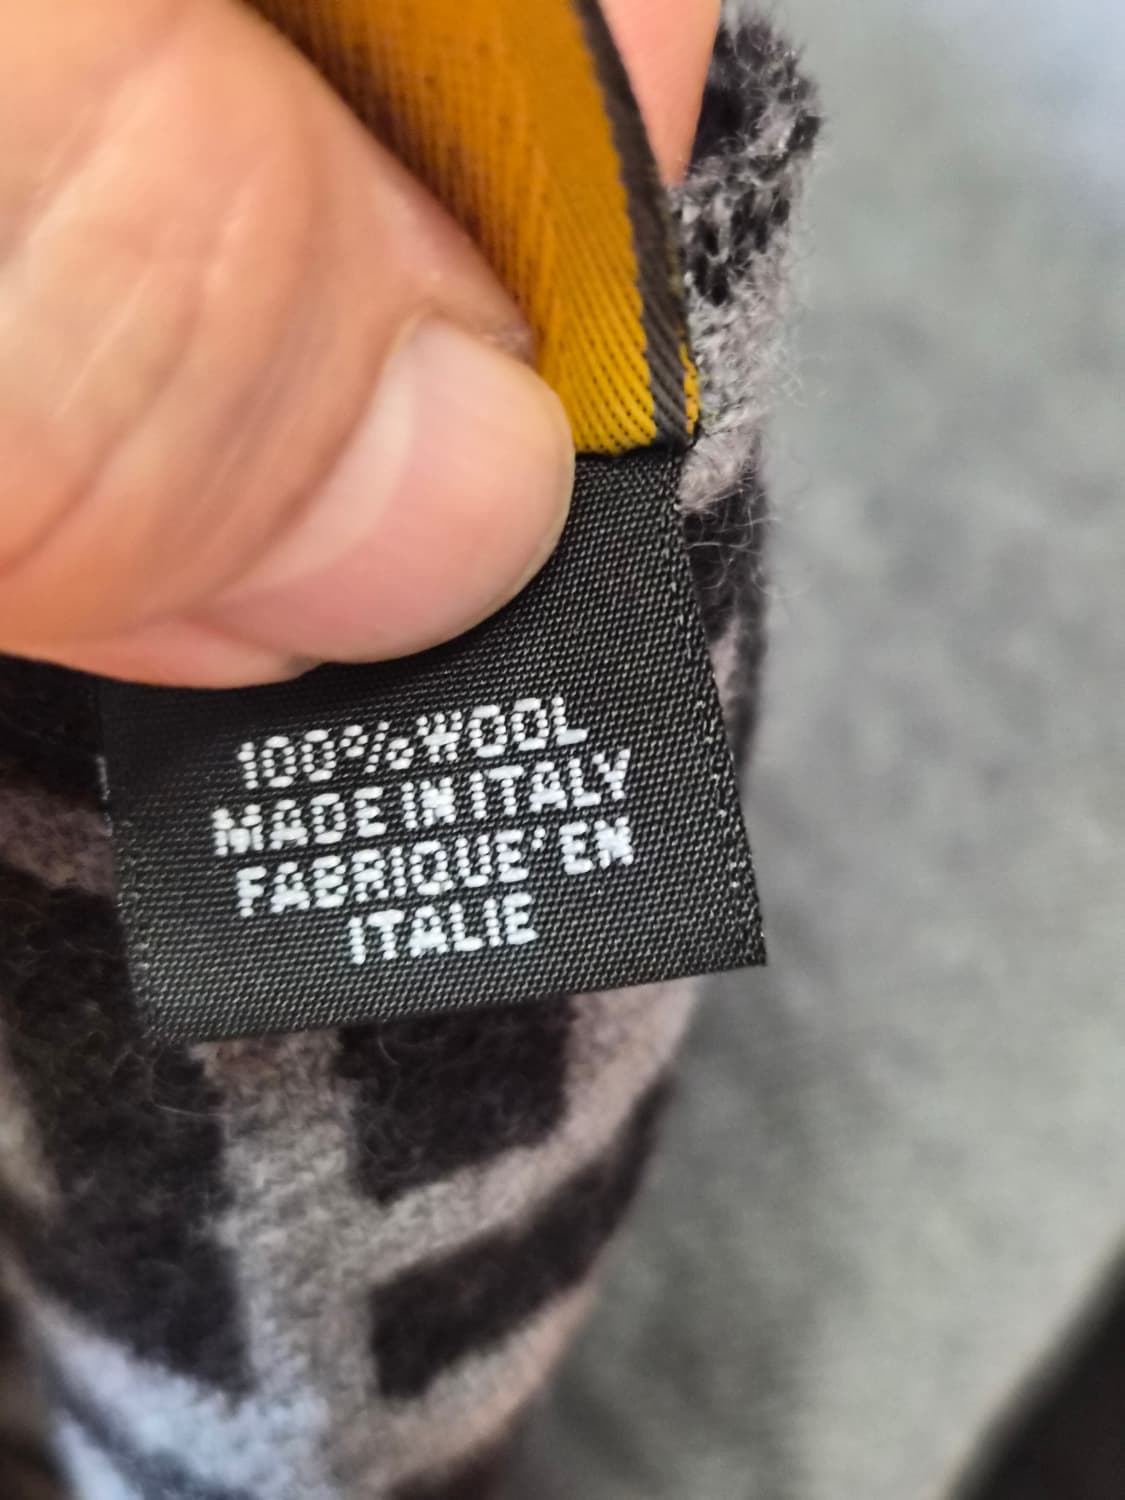 100% WOOL
MADE IN ITALY
FABRIQUE' EN
ITALIE